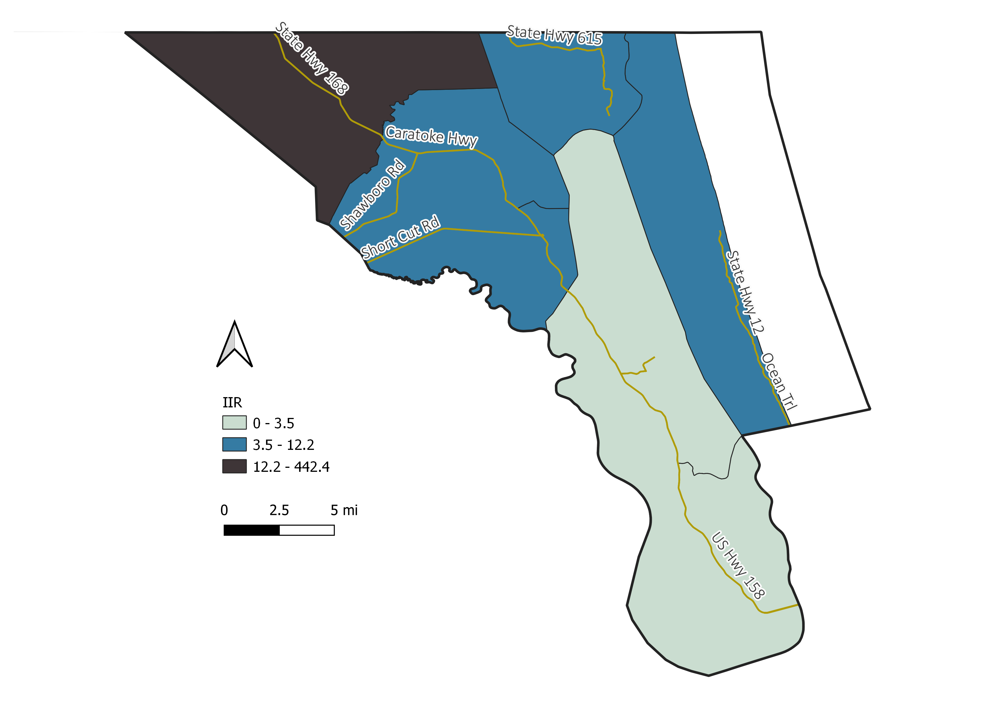 State Hwy 168
State Hwy 615
Caratoke Hwy
Shawboro Rd
Short Cut Rd
State Hwy 12
Ocean Trl
US Hwy 158
IIR
0 - 3.5
3.5 - 12.2
12.2 - 442.4
0 2.5 5 mi